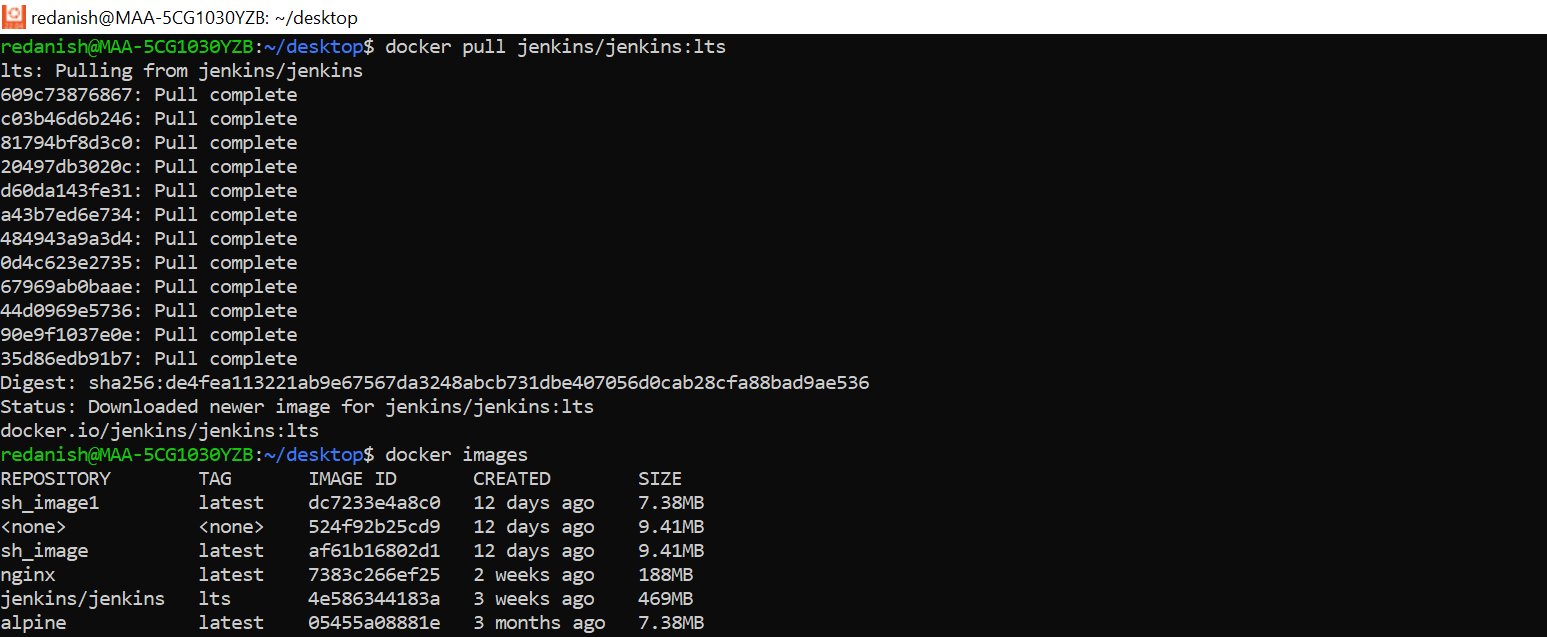 redanish@MAA-5CG1030YZB: ~/desktop
redanish@MAA-5CG1030YZB:~/desktop$ docker pull jenkins/jenkins:lts
lts: Pulling from jenkins/jenkins
609c73876867: Pull complete
c03b46d6b246: Pull complete
81794bf8d3c0: Pull complete
20497db3020c: Pull complete
d60da143fe31: Pull complete
a43b7ed6e734: Pull complete
484943a9a3d4: Pull complete
0d4c623e2735: Pull complete
67969ab0baae: Pull complete
44d0969e5736: Pull complete
90e9f1037e0e: Pull complete
35d86edb91b7: Pull complete
Digest: sha256:de4fea113221ab9e67567da3248abcb731dbe407056d0cab28cfa88bad9ae536
Status: Downloaded newer image for jenkins/jenkins:lts
docker.io/jenkins/jenkins:lts
redanish@MAA-5CG1030YZB:~/desktop$ docker images
REPOSITORY TAG IMAGE ID CREATED SIZE
sh_image1 latest dc7233e4a8c0 12 days ago 7.38MB
<none> <none> 524f92b25cd9 12 days ago 9.41MB
sh_image latest af61b16802d1 12 days ago 9.41MB
nginx latest 7383c266ef25 2 weeks ago 188MB
jenkins/jenkins lts 4e586344183a 3 weeks ago 469MB
alpine latest 05455a08881e 3 months ago 7.38MB